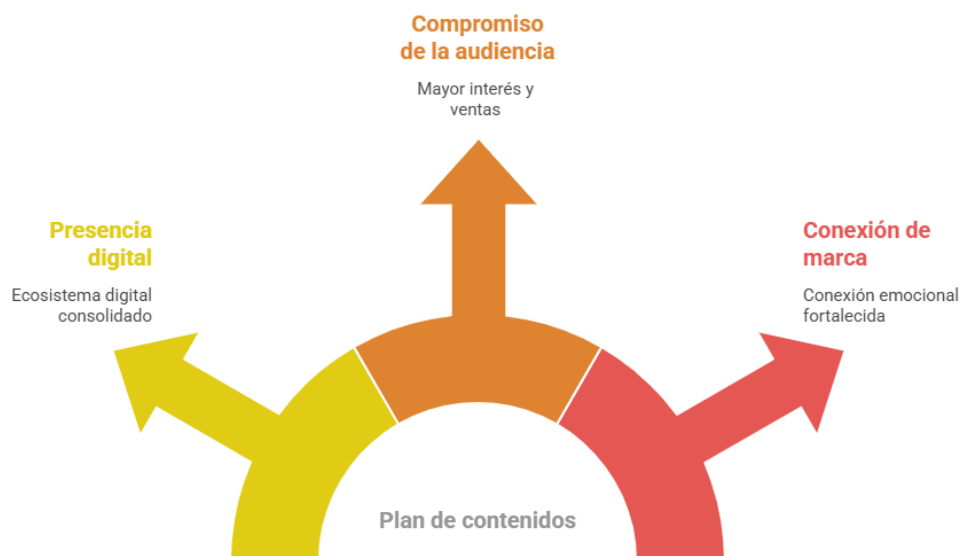 Compromiso
de la audiencia
Mayor interés y
ventas
Presencia
digital
Ecosistema digital
consolidado
Conexión de
marca
Conexión emocional
fortalecida
Plan de contenidos